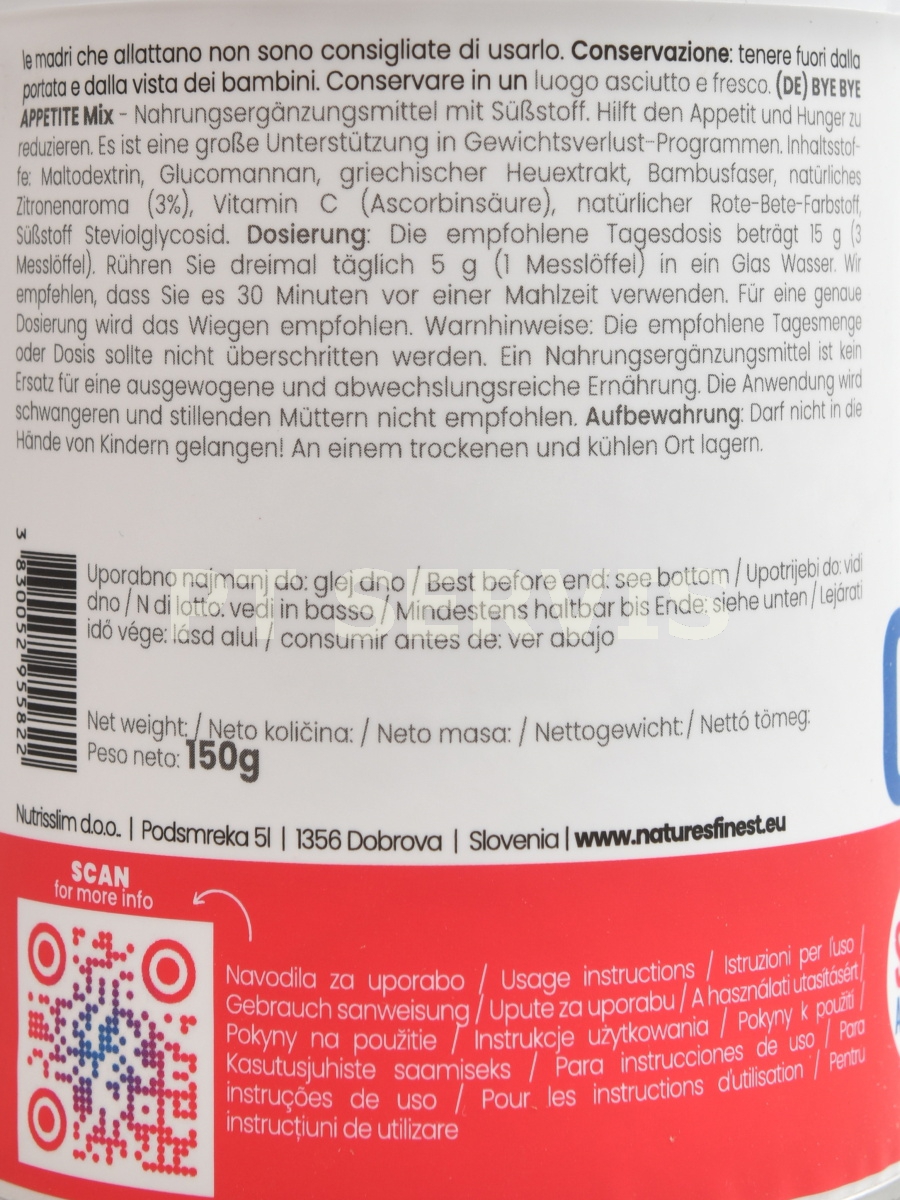 le madri che allattano non sono consigliate di usarlo. Conservazione: tenere fuori dalla
portata e dalla vista dei bambini. Conservare in un luogo asciutto e fresco. (DE) BYE BYE
APPETITE Mix - Nahrungsergänzungsmittel mit Süßstoff. Hilft den Appetit und Hunger zu
reduzieren. Es ist eine große Unterstützung in Gewichtsverlust-Programmen. Inhaltsstof-
fe: Maltodextrin, Glucomannan, griechischer Heuextrakt, Bambusfaser, natürliches
Zitronenaroma (3%), Vitamin C (Ascorbinsäure), natürlicher Rote-Bete-Farbstoff,
Süßstoff Steviolglycosid. Dosierung: Die empfohlene Tagesdosis beträgt 15 g (3
Messlöffel). Rühren Sie dreimal täglich 5 g (1 Messlöffel) in ein Glas Wasser. Wir
empfehlen, dass Sie es 30 Minuten vor einer Mahlzeit verwenden. Für eine genaue
Dosierung wird das Wiegen empfohlen. Warnhinweise: Die empfohlene Tagesmenge
oder Dosis sollte nicht überschritten werden. Ein Nahrungsergänzungsmittel ist kein
Ersatz für eine ausgewogene und abwechslungsreiche Ernährung. Die Anwendung wird
schwangeren und stillenden Müttern nicht empfohlen. Aufbewahrung: Darf nicht in die
Hände von Kindern gelangen! An einem trockenen und kühlen Ort lagern.
3 830052 955822
Uporabno najmanj do: glej dno / Best before end: see bottom / Upotrijebi do: vidi
dno / N di lotto: vedi in basso / Mindestens haltbar bis Ende: siehe unten / Lejárati
idő vége: lásd alul / consumir antes de: ver abajo
PT SERVIS
Net weight: / Neto količina: / Neto masa: / Nettogewicht: / Nettó tömeg:
Peso neto: 150g
Nutrisslim d.o.o. | Podsmreka 51 | 1356 Dobrova | Slovenia | www.naturesfinest.eu
SCAN
for more info
Navodila za uporabo / Usage instructions / Istruzioni per l'uso /
Gebrauch sanweisung / Upute za uporabu / A használati utasításért /
Pokyny na použitie / Instrukcje użytkowania / Pokyny k použití /
Kasutusjuhiste saamiseks / Para instrucciones de uso / Para
instruções de uso / Pour les instructions d'utilisation / Pentru
instrucțiuni de utilizare